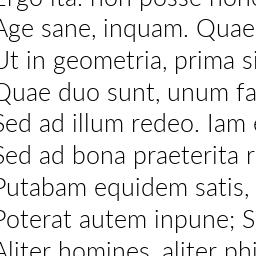 Ergo ita: non posse hone
Age sane, inquam. Quae
Ut in geometria, prima si
Quae duo sunt, unum fa
Sed ad illum redeo. Iam
Sed ad bona praeterita r
Putabam equidem satis,
Poterat autem inpune; S
Aliter homines, aliter phi